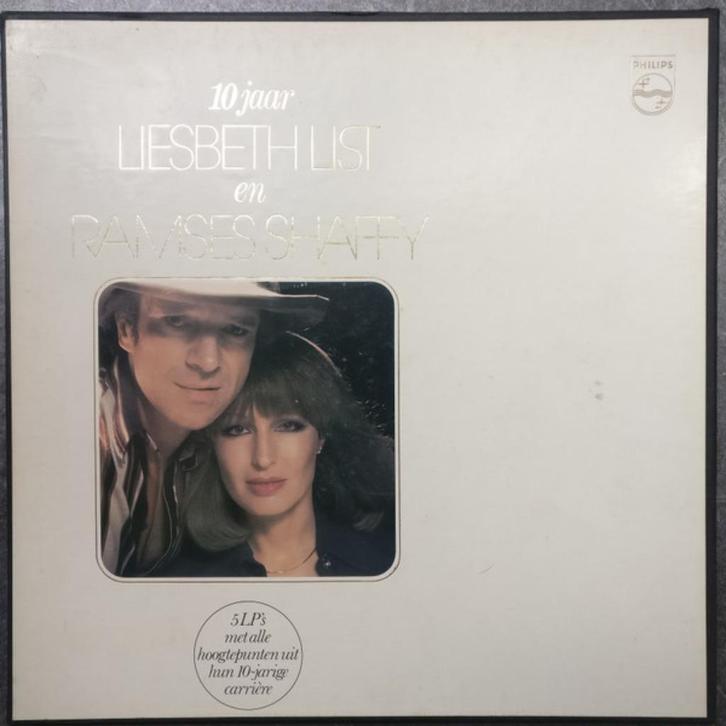 10 jaar
LIESBETH LIST
en
RAMSES SHAFFY
PHILIPS
5 LP's
met alle
hoogtepunten uit
hun 10-jarige
carrière